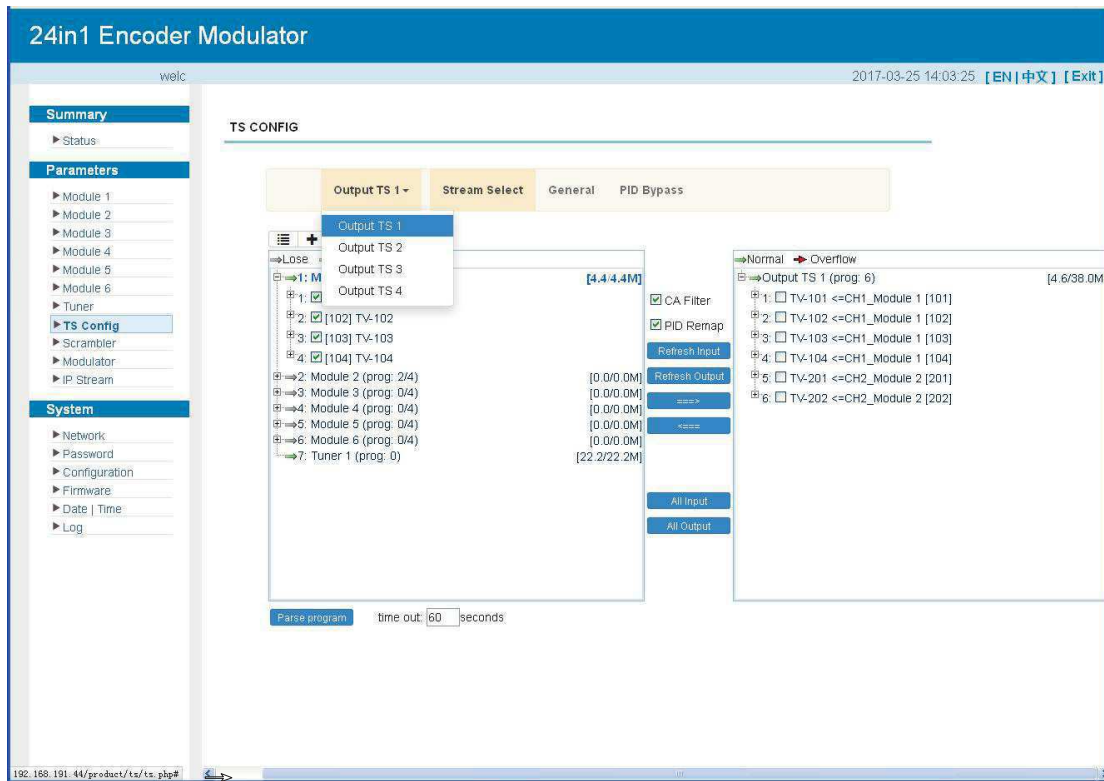 24in1 Encoder Modulator
welc
2017-03-25 14:03:25 [EN|中文] [Exit]
Summary
Status
Parameters
Module 1
Module 2
Module 3
Module 4
Module 5
Module 6
Tuner
TS Config
Scrambler
Modulator
IP Stream
System
Network
Password
Configuration
Firmware
Date | Time
Log
TS CONFIG
Output TS 1 Stream Select General PID Bypass
Output TS 1
Output TS 2
Output TS 3
Output TS 4
Lose
1: M [4.4/4.4M]
1:
2: [102] TV-102
3: [103] TV-103
4: [104] TV-104
2: Module 2 (prog: 2/4) [0.0/0.0M]
3: Module 3 (prog: 0/4) [0.0/0.0M]
4: Module 4 (prog: 0/4) [0.0/0.0M]
5: Module 5 (prog: 0/4) [0.0/0.0M]
6: Module 6 (prog: 0/4) [0.0/0.0M]
7: Tuner 1 (prog: 0) [22.2/22.2M]
CA Filter
PID Remap
Refresh Input
Refresh Output
===>
<===
All Input
All Output
Normal Overflow
Output TS 1 (prog: 6) [4.6/38.0M
1: TV-101 <=CH1_Module 1 [101]
2: TV-102 <=CH1_Module 1 [102]
3: TV-103 <=CH1_Module 1 [103]
4: TV-104 <=CH1_Module 1 [104]
5: TV-201 <=CH2_Module 2 [201]
6: TV-202 <=CH2_Module 2 [202]
Parse program time out: 60 seconds
192.168.191.44/product/ts/ts.php#